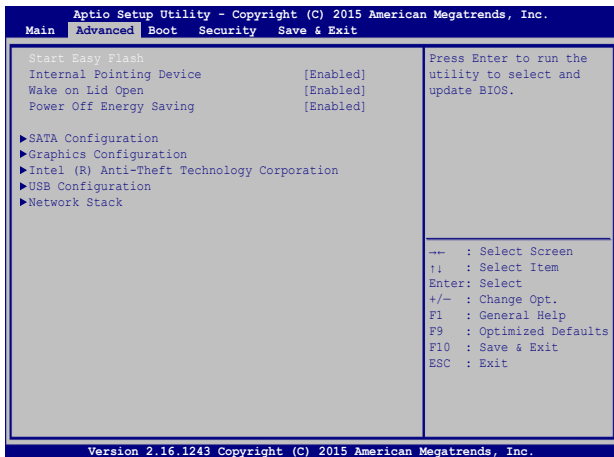 Aptio Setup Utility - Copyright (C) 2015 American Megatrends, Inc.
Main Advanced Boot Security Save & Exit
Start Easy Flash
Internal Pointing Device [Enabled]
Wake on Lid Open [Enabled]
Power Off Energy Saving [Enabled]
▶SATA Configuration
▶Graphics Configuration
▶Intel (R) Anti-Theft Technology Corporation
▶USB Configuration
▶Network Stack
Press Enter to run the
utility to select and
update BIOS.
→← : Select Screen
↑↓ : Select Item
Enter: Select
+/— : Change Opt.
F1 : General Help
F9 : Optimized Defaults
F10 : Save & Exit
ESC : Exit
Version 2.16.1243 Copyright (C) 2015 American Megatrends, Inc.